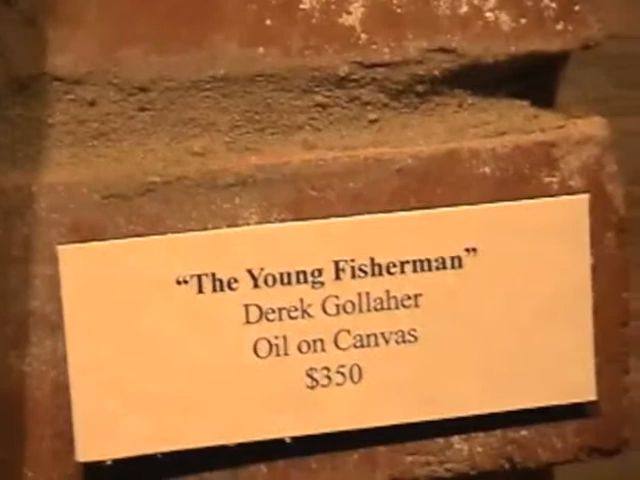 “The Young Fisherman”
Derek Gollaher
Oil on Canvas
$350